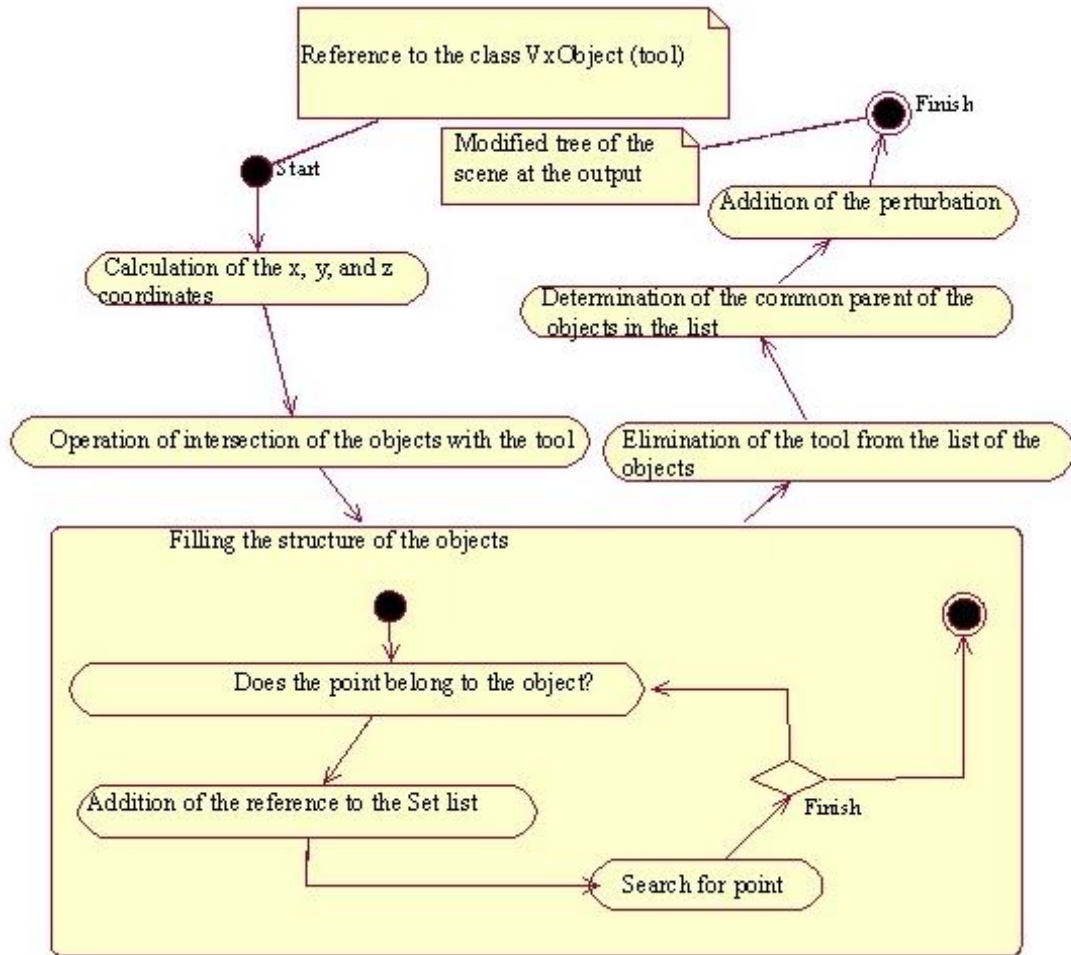 Reference to the class VxObject (tool)
Start
Calculation of the x, y, and z
coordinates
Operation of intersection of the objects with the tool
Filling the structure of the objects
Does the point belong to the object?
Addition of the reference to the Set list
Search for point
Finish
Elimination of the tool from the list of the
objects
Determination of the common parent of the
objects in the list
Addition of the perturbation
Finish
Modified tree of the
scene at the output